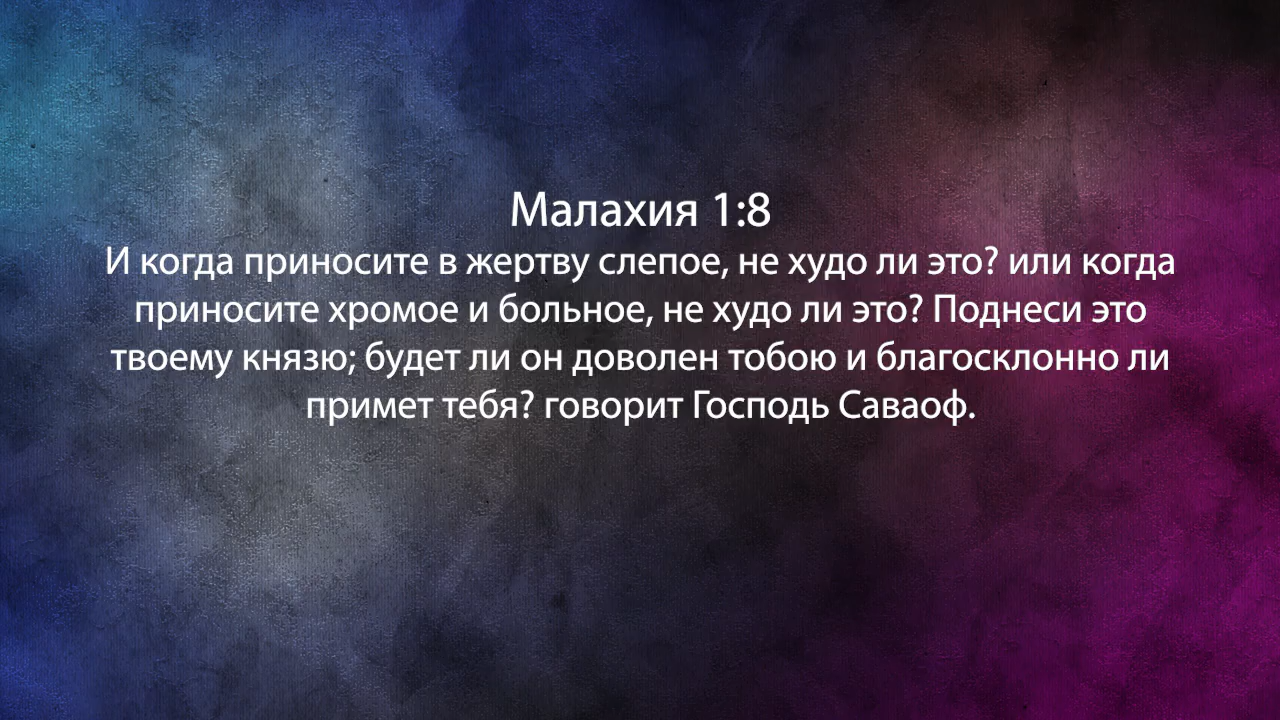 Малахия 1:8
И когда приносите в жертву слепое, не худо ли это? или когда
приносите хромое и больное, не худо ли это? Поднеси это
твоему князю; будет ли он доволен тобою и благосклонно ли
примет тебя? говорит Господь Саваоф.